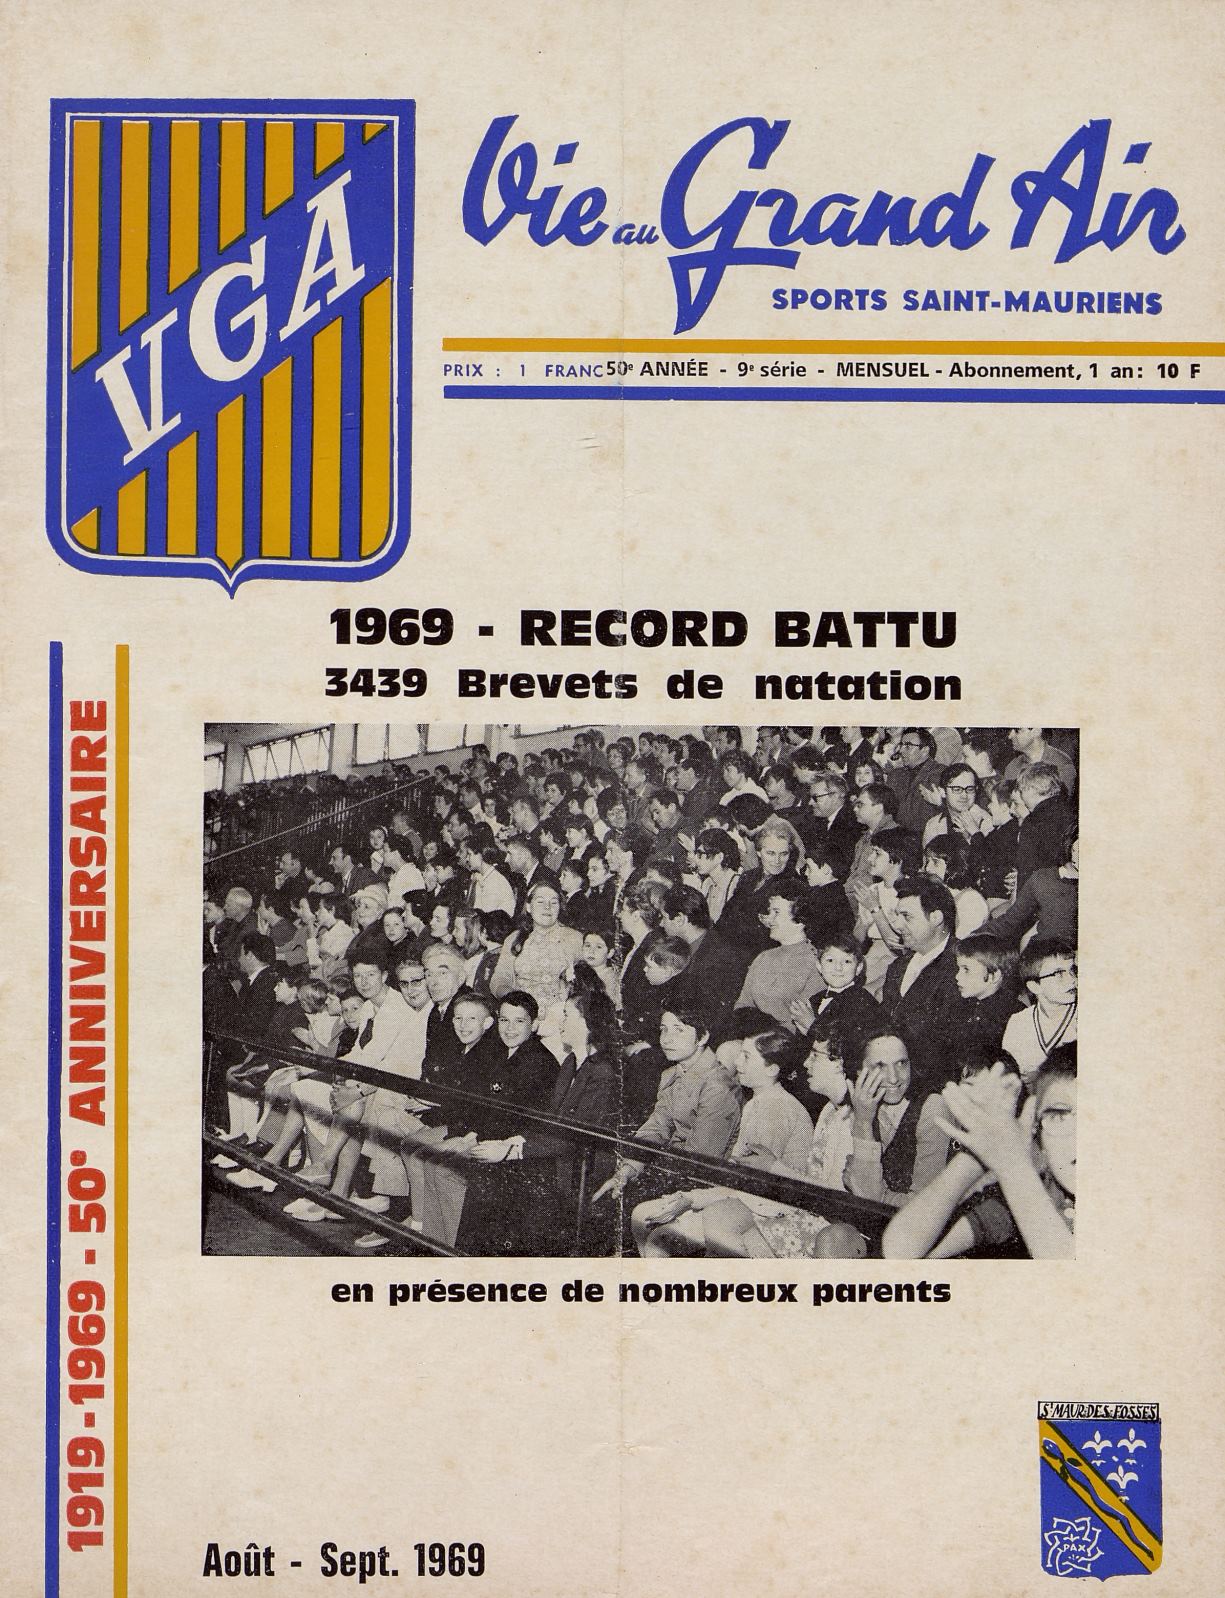 VGA
Vie au Grand Air
SPORTS SAINT-MAURIENS
PRIX : 1 FRANC 50e ANNÉE - 9e série - MENSUEL - Abonnement, 1 an: 10 F
1969 - RECORD BATTU
3439 Brevets de natation
1919-1969 - 50e ANNIVERSAIRE
en présence de nombreux parents
St MAUR-DES-FOSSES
PAX
Août - Sept. 1969